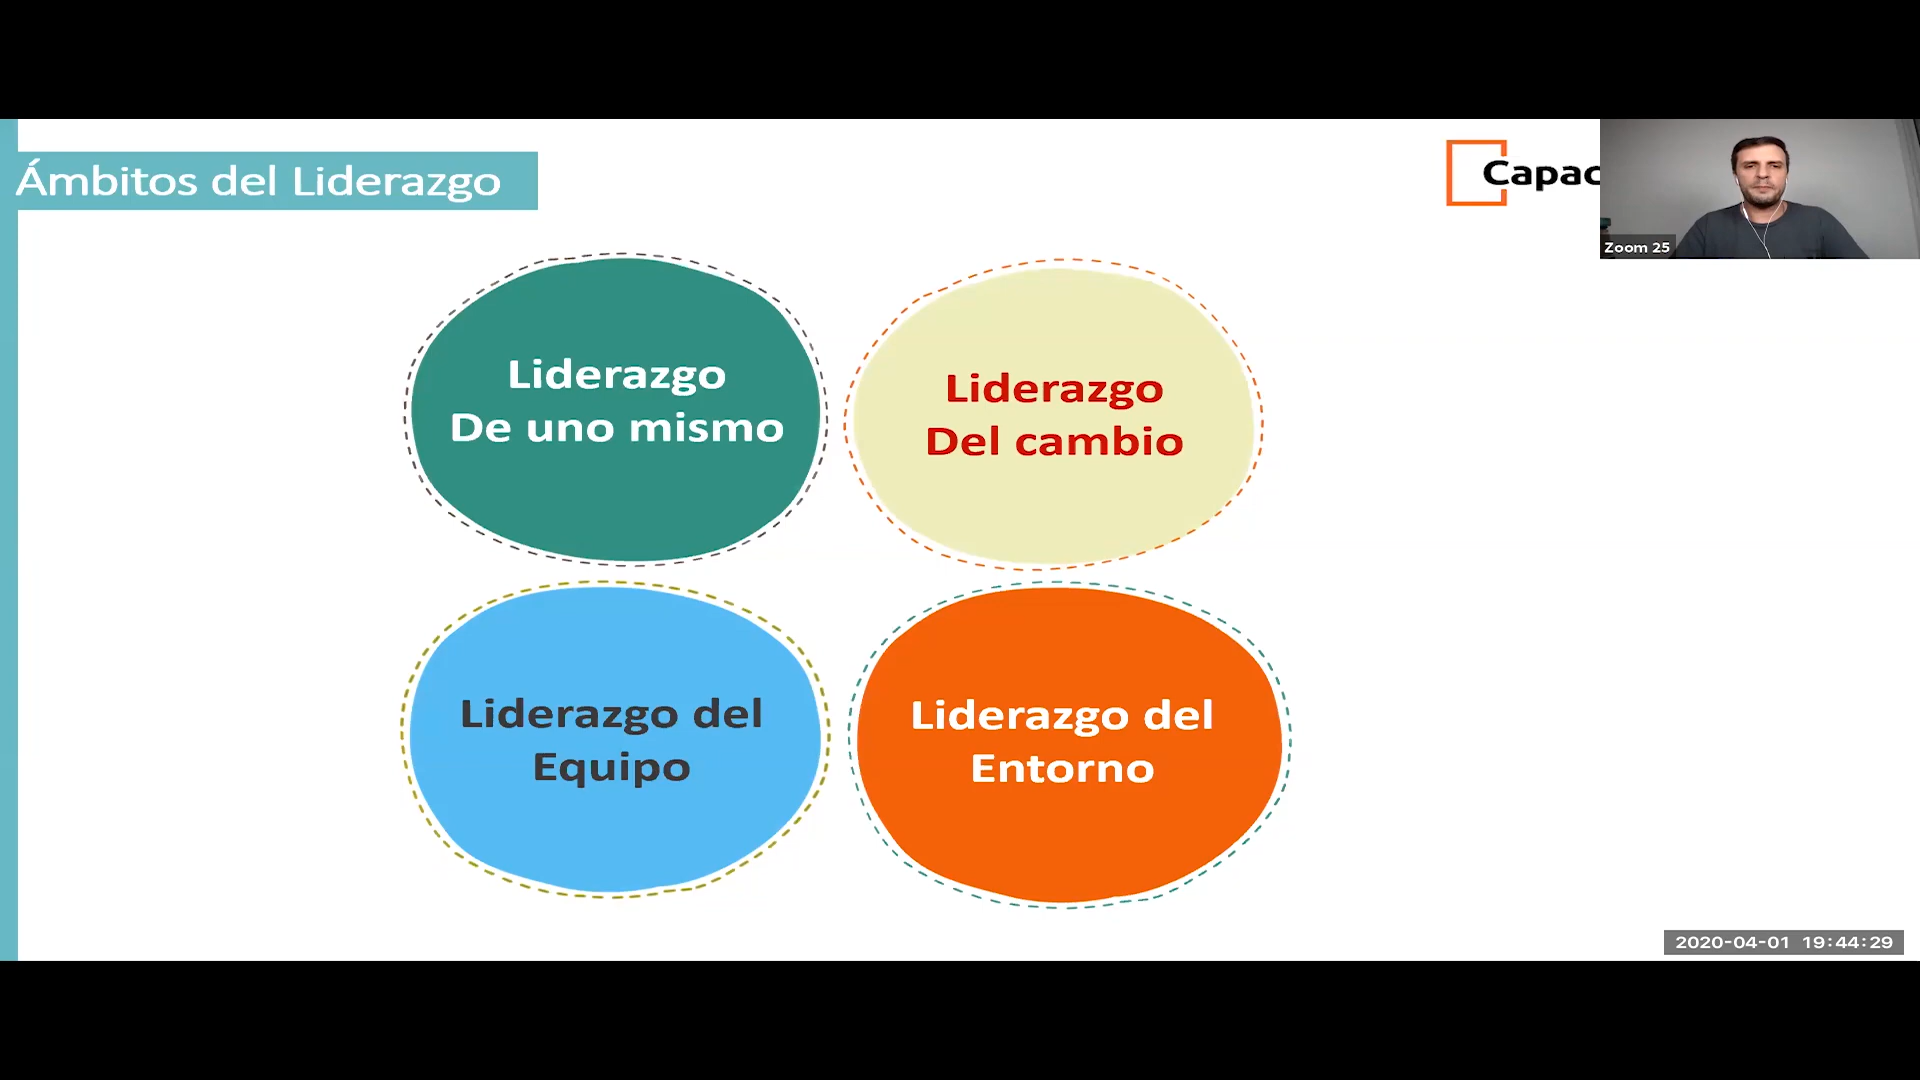 Ámbitos del Liderazgo
Capac
Zoom 25
Liderazgo
De uno mismo
Liderazgo
Del cambio
Liderazgo del
Equipo
Liderazgo del
Entorno
2020-04-01 19:44:29